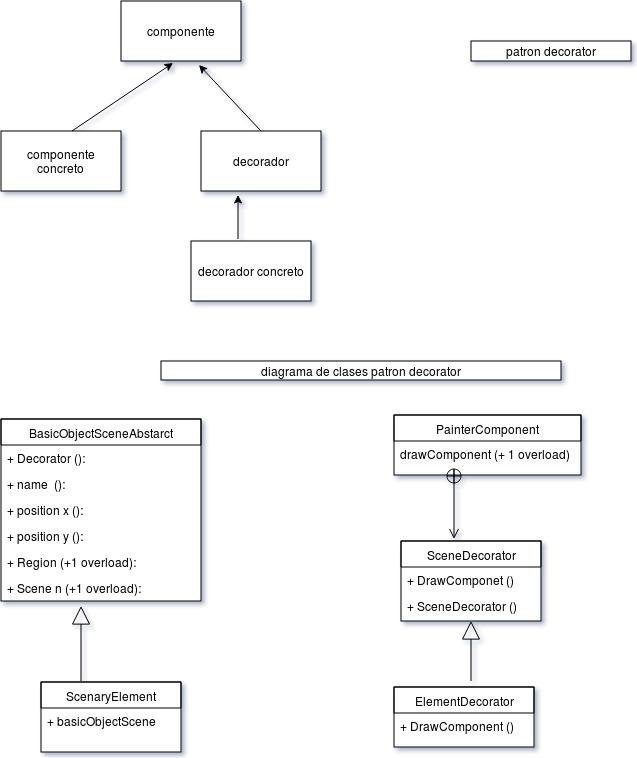 componente
patron decorator
componente
concreto
decorador
decorador concreto
diagrama de clases patron decorator
BasicObjectSceneAbstarct
+ Decorator ():
+ name  ():
+ position x ():
+ position y ():
+ Region (+1 overload):
+ Scene n (+1 overload):
PainterComponent
drawComponent (+ 1 overload)
SceneDecorator
+ DrawComponet ()
+ SceneDecorator ()
ScenaryElement
+ basicObjectScene
ElementDecorator
+ DrawComponent ()